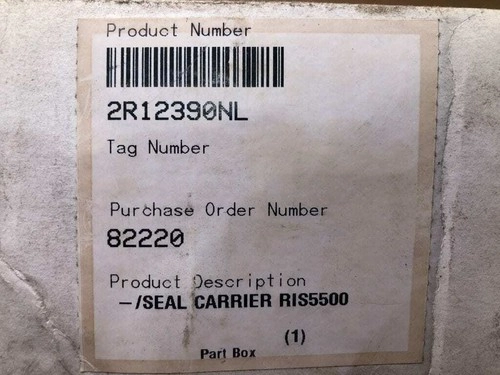 Product Number
2R12390NL
Tag Number
Purchase Order Number
82220
Product Description
-/SEAL CARRIER RIS5500
(1)
Part Box